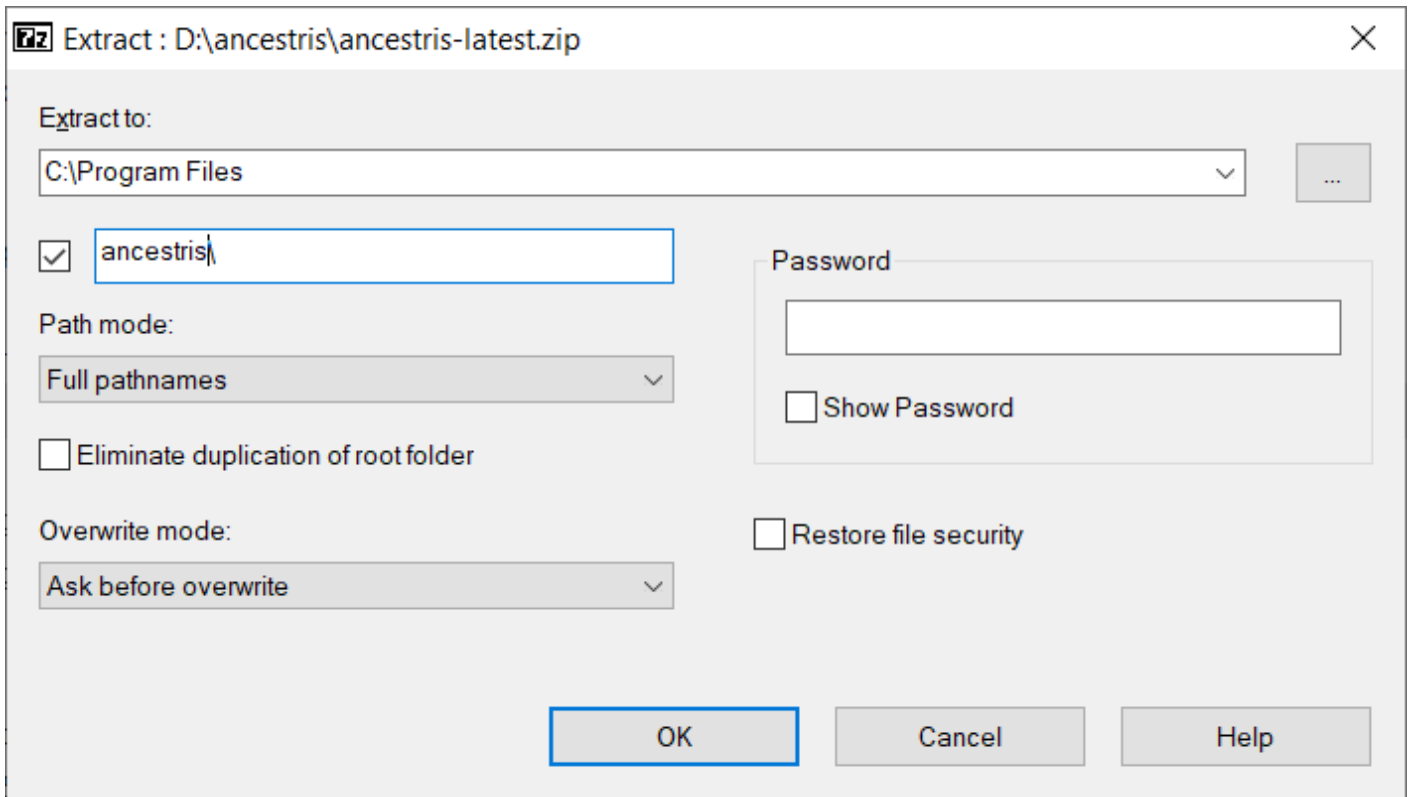 7z Extract : D:\ancestris\ancestris-latest.zip
Extract to:
C:\Program Files
...
ancestris\
Password
Path mode:
Full pathnames
Show Password
Eliminate duplication of root folder
Overwrite mode:
Restore file security
Ask before overwrite
OK Cancel Help